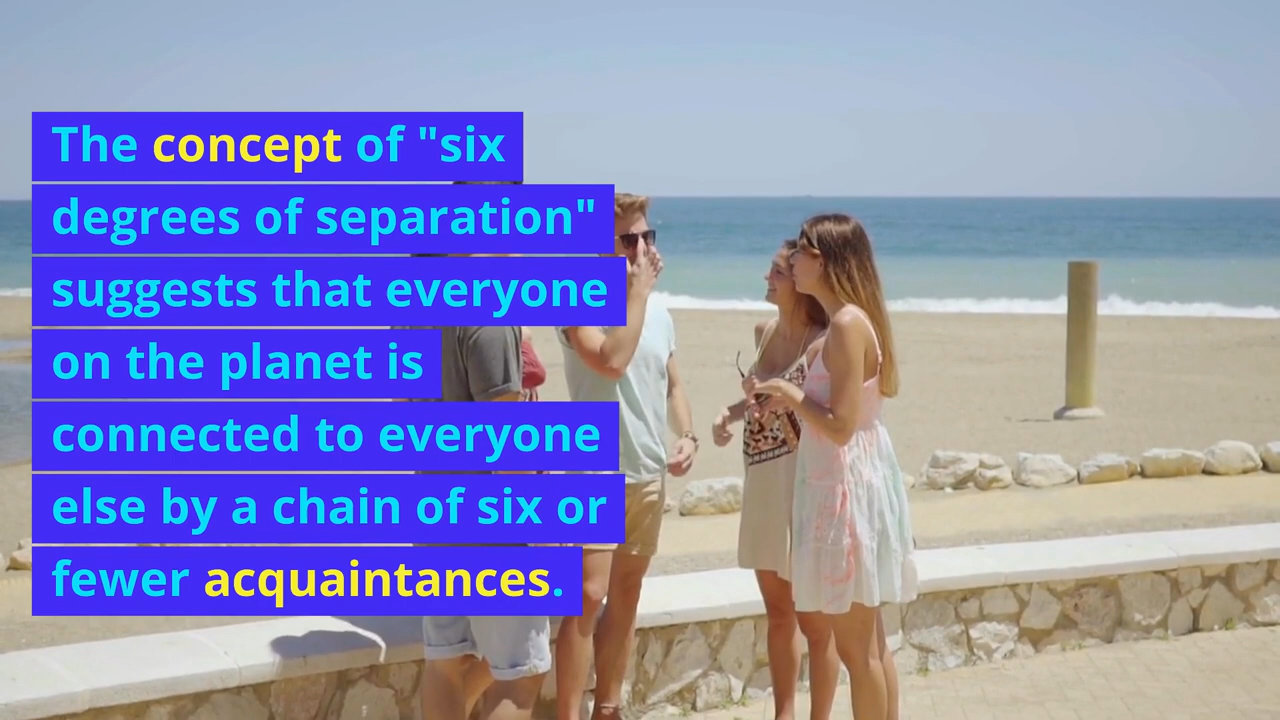 The concept of "six
degrees of separation"
suggests that everyone
on the planet is
connected to everyone
else by a chain of six or
fewer acquaintances.